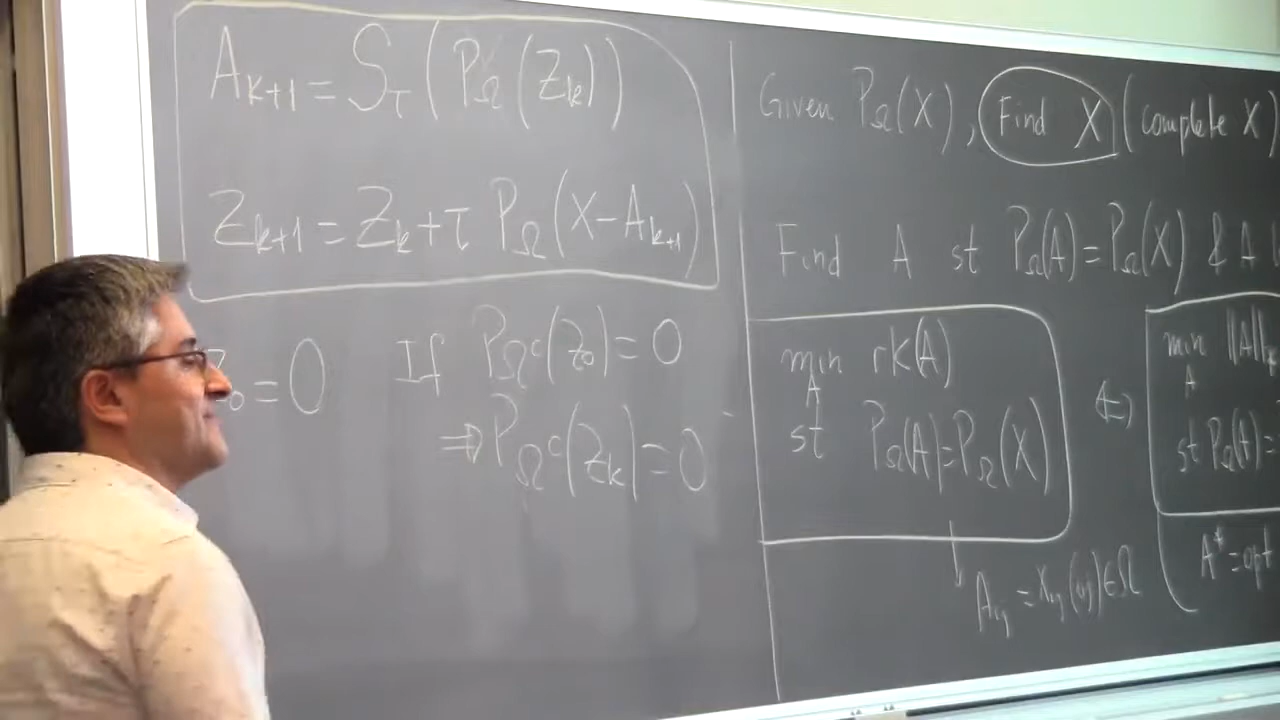 A_{k+1} = S_τ(P_Ω(Z_k))
Z_{k+1} = Z_k + τ P_Ω(X - A_{k+1})
Z_0 = 0
If P_{Ω^c}(z_0) = 0
⇒ P_{Ω^c}(z_k) = 0
Given P_Ω(X), Find X (complete X)
Find A st P_Ω(A) = P_Ω(X) & A
min rk(A)
A
st P_Ω(A) = P_Ω(X)
A_{ij} = X_{ij} (i,j) ∈ Ω
⇔
min ||A||_*
A
st P_Ω(A) =
A* = opt